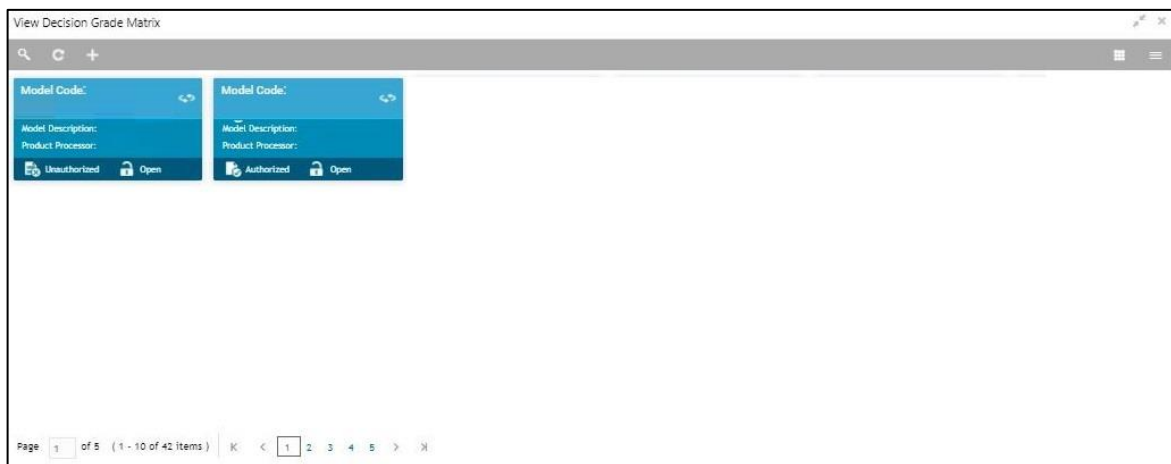 View Decision Grade Matrix
Model Code: Model Code:
Model Description: Model Description:
Product Processor: Product Processor:
Unauthorized Open Authorized Open
Page 1 of 5 ( 1 - 10 of 42 items ) 1 2 3 4 5